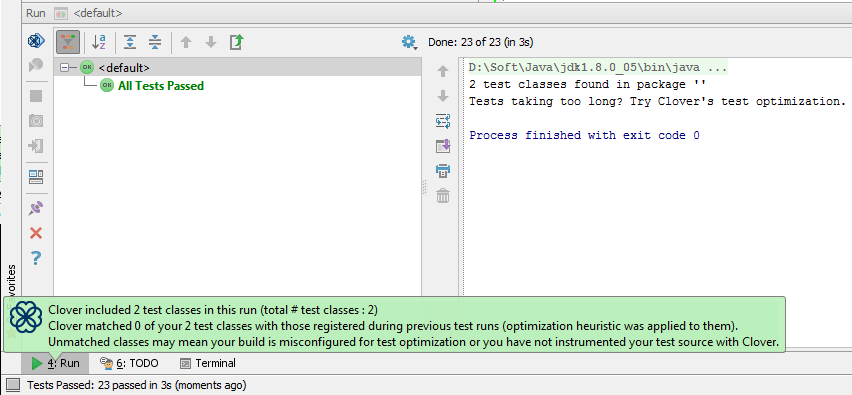 Run <default>
Done: 23 of 23 (in 3s)
OK <default>
OK All Tests Passed
D:\Soft\Java\jdk1.8.0_05\bin\java ...
2 test classes found in package ''
Tests taking too long? Try Clover's test optimization.
Process finished with exit code 0
Clover included 2 test classes in this run (total # test classes : 2)
Clover matched 0 of your 2 test classes with those registered during previous test runs (optimization heuristic was applied to them).
Unmatched classes may mean your build is misconfigured for test optimization or you have not instrumented your test source with Clover.
4: Run 6: TODO Terminal
Tests Passed: 23 passed in 3s (moments ago)